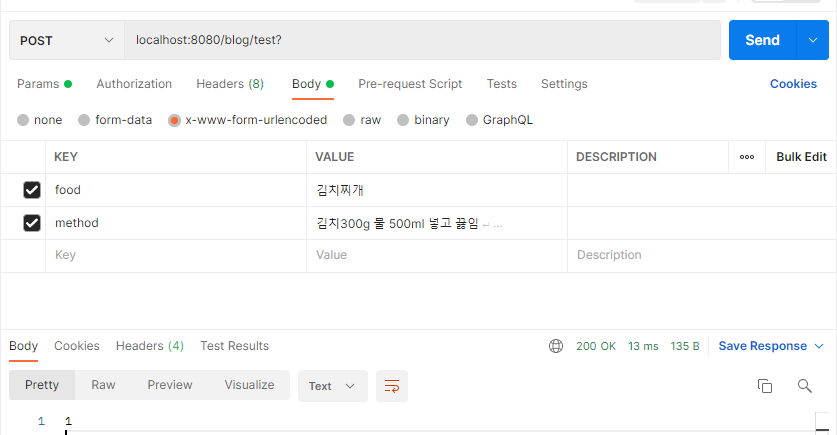 POST localhost:8080/blog/test? Send
Params Authorization Headers (8) Body Pre-request Script Tests Settings Cookies
none form-data x-www-form-urlencoded raw binary GraphQL
KEY VALUE DESCRIPTION ••• Bulk Edit
food 김치찌개
method 김치300g 물 500ml 넣고 끓임 ↵ ...
Key Value Description
Body Cookies Headers (4) Test Results 200 OK 13 ms 135 B Save Response
Pretty Raw Preview Visualize Text
1 1